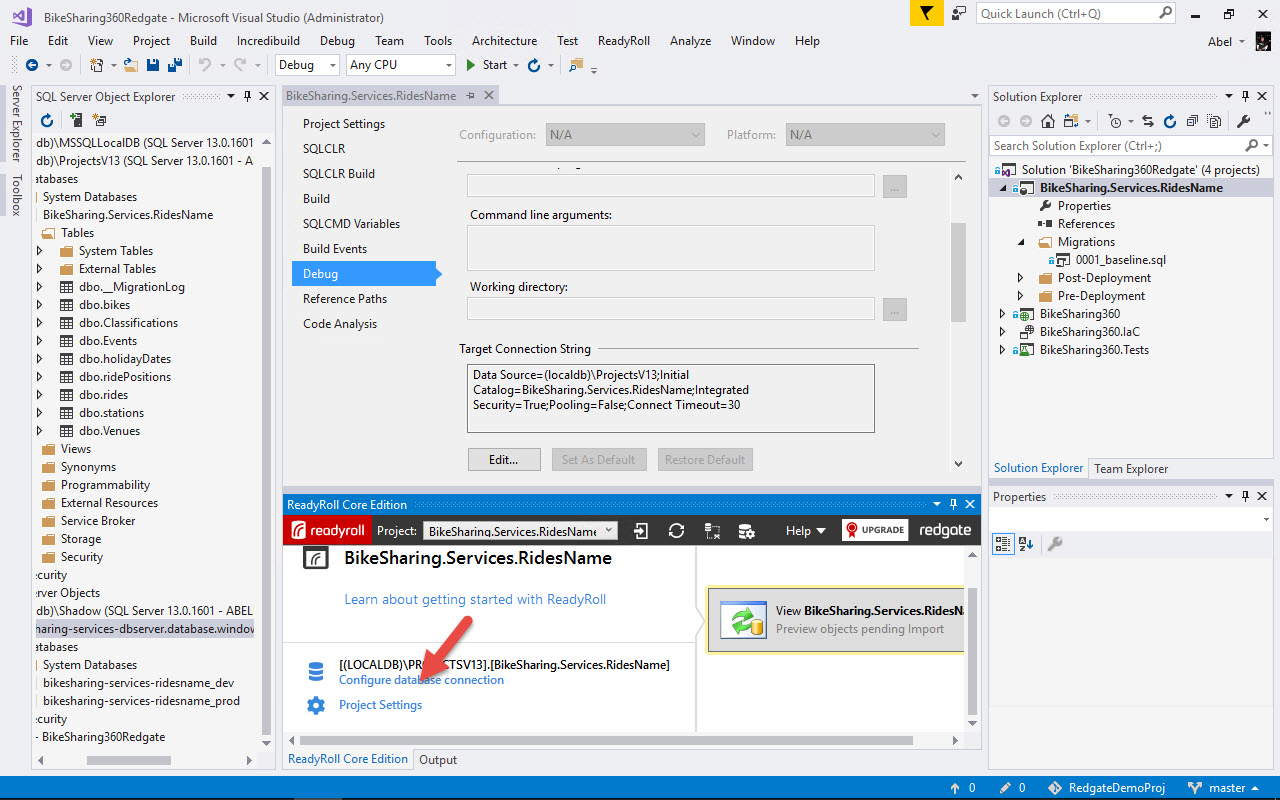 BikeSharing360Redgate - Microsoft Visual Studio (Administrator)
Quick Launch (Ctrl+Q)
File Edit View Project Build Incredibuild Debug Team Tools Architecture Test ReadyRoll Analyze Window Help
Abel
Debug Any CPU Start
Server Explorer
Toolbox
SQL Server Object Explorer
db)\MSSQLLocalDB (SQL Server 13.0.1601
db)\ProjectsV13 (SQL Server 13.0.1601 - A
atabases
System Databases
BikeSharing.Services.RidesName
Tables
System Tables
External Tables
dbo.__MigrationLog
dbo.bikes
dbo.Classifications
dbo.Events
dbo.holidayDates
dbo.ridePositions
dbo.rides
dbo.stations
dbo.Venues
Views
Synonyms
Programmability
External Resources
Service Broker
Storage
Security
ecurity
erver Objects
db)\Shadow (SQL Server 13.0.1601 - ABEL
haring-services-dbserver.database.window
atabases
System Databases
bikesharing-services-ridesname_dev
bikesharing-services-ridesname_prod
ecurity
- BikeSharing360Redgate
BikeSharing.Services.RidesName
Project Settings
SQLCLR
SQLCLR Build
Build
SQLCMD Variables
Build Events
Debug
Reference Paths
Code Analysis
Configuration: N/A Platform: N/A
...
Command line arguments:
Working directory:
...
Target Connection String
Data Source=(localdb)\ProjectsV13;Initial
Catalog=BikeSharing.Services.RidesName;Integrated
Security=True;Pooling=False;Connect Timeout=30
Edit... Set As Default Restore Default
ReadyRoll Core Edition
readyroll Project: BikeSharing.Services.RidesName Help UPGRADE redgate
BikeSharing.Services.RidesName
Learn about getting started with ReadyRoll
[(LOCALDB)\PROJECTSV13].[BikeSharing.Services.RidesName]
Configure database connection
Project Settings
View BikeSharing.Services.RidesNa
Preview objects pending Import
ReadyRoll Core Edition Output
Solution Explorer
Search Solution Explorer (Ctrl+;)
Solution 'BikeSharing360Redgate' (4 projects)
BikeSharing.Services.RidesName
Properties
References
Migrations
0001_baseline.sql
Post-Deployment
Pre-Deployment
BikeSharing360
BikeSharing360.IaC
BikeSharing360.Tests
Solution Explorer Team Explorer
Properties
0 0 RedgateDemoProj master